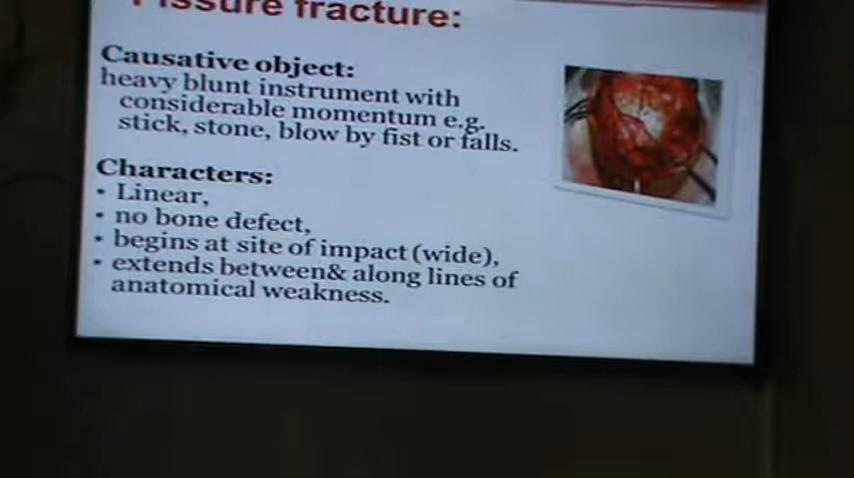 Fissure fracture:
Causative object:
heavy blunt instrument with
considerable momentum e.g.
stick, stone, blow by fist or falls.
Characters:
• Linear,
• no bone defect,
• begins at site of impact (wide),
• extends between& along lines of
anatomical weakness.